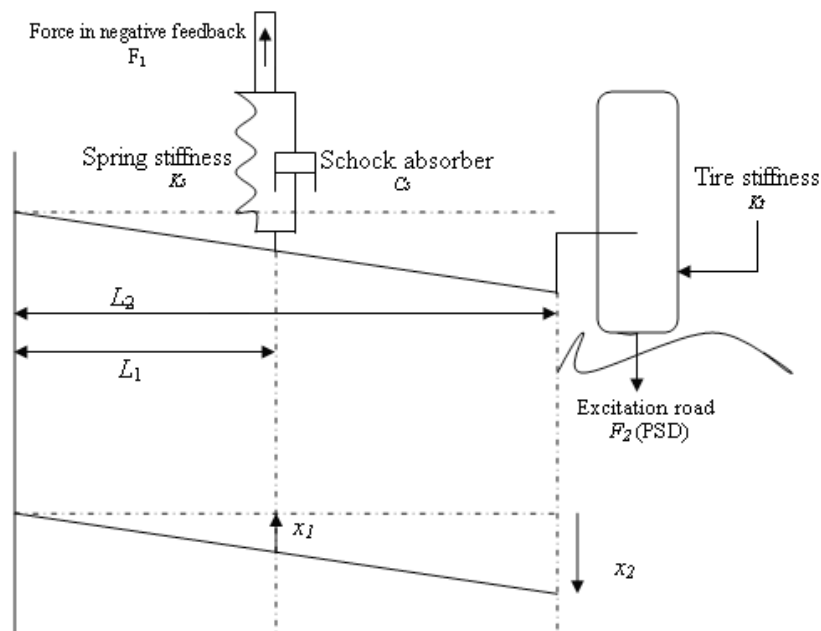 Force in negative feedback
F₁
Spring stiffness
Ks
Schock absorber
Cs
Tire stiffness
Kt
L₂
L₁
Excitation road
F₂ (PSD)
x₁
x₂